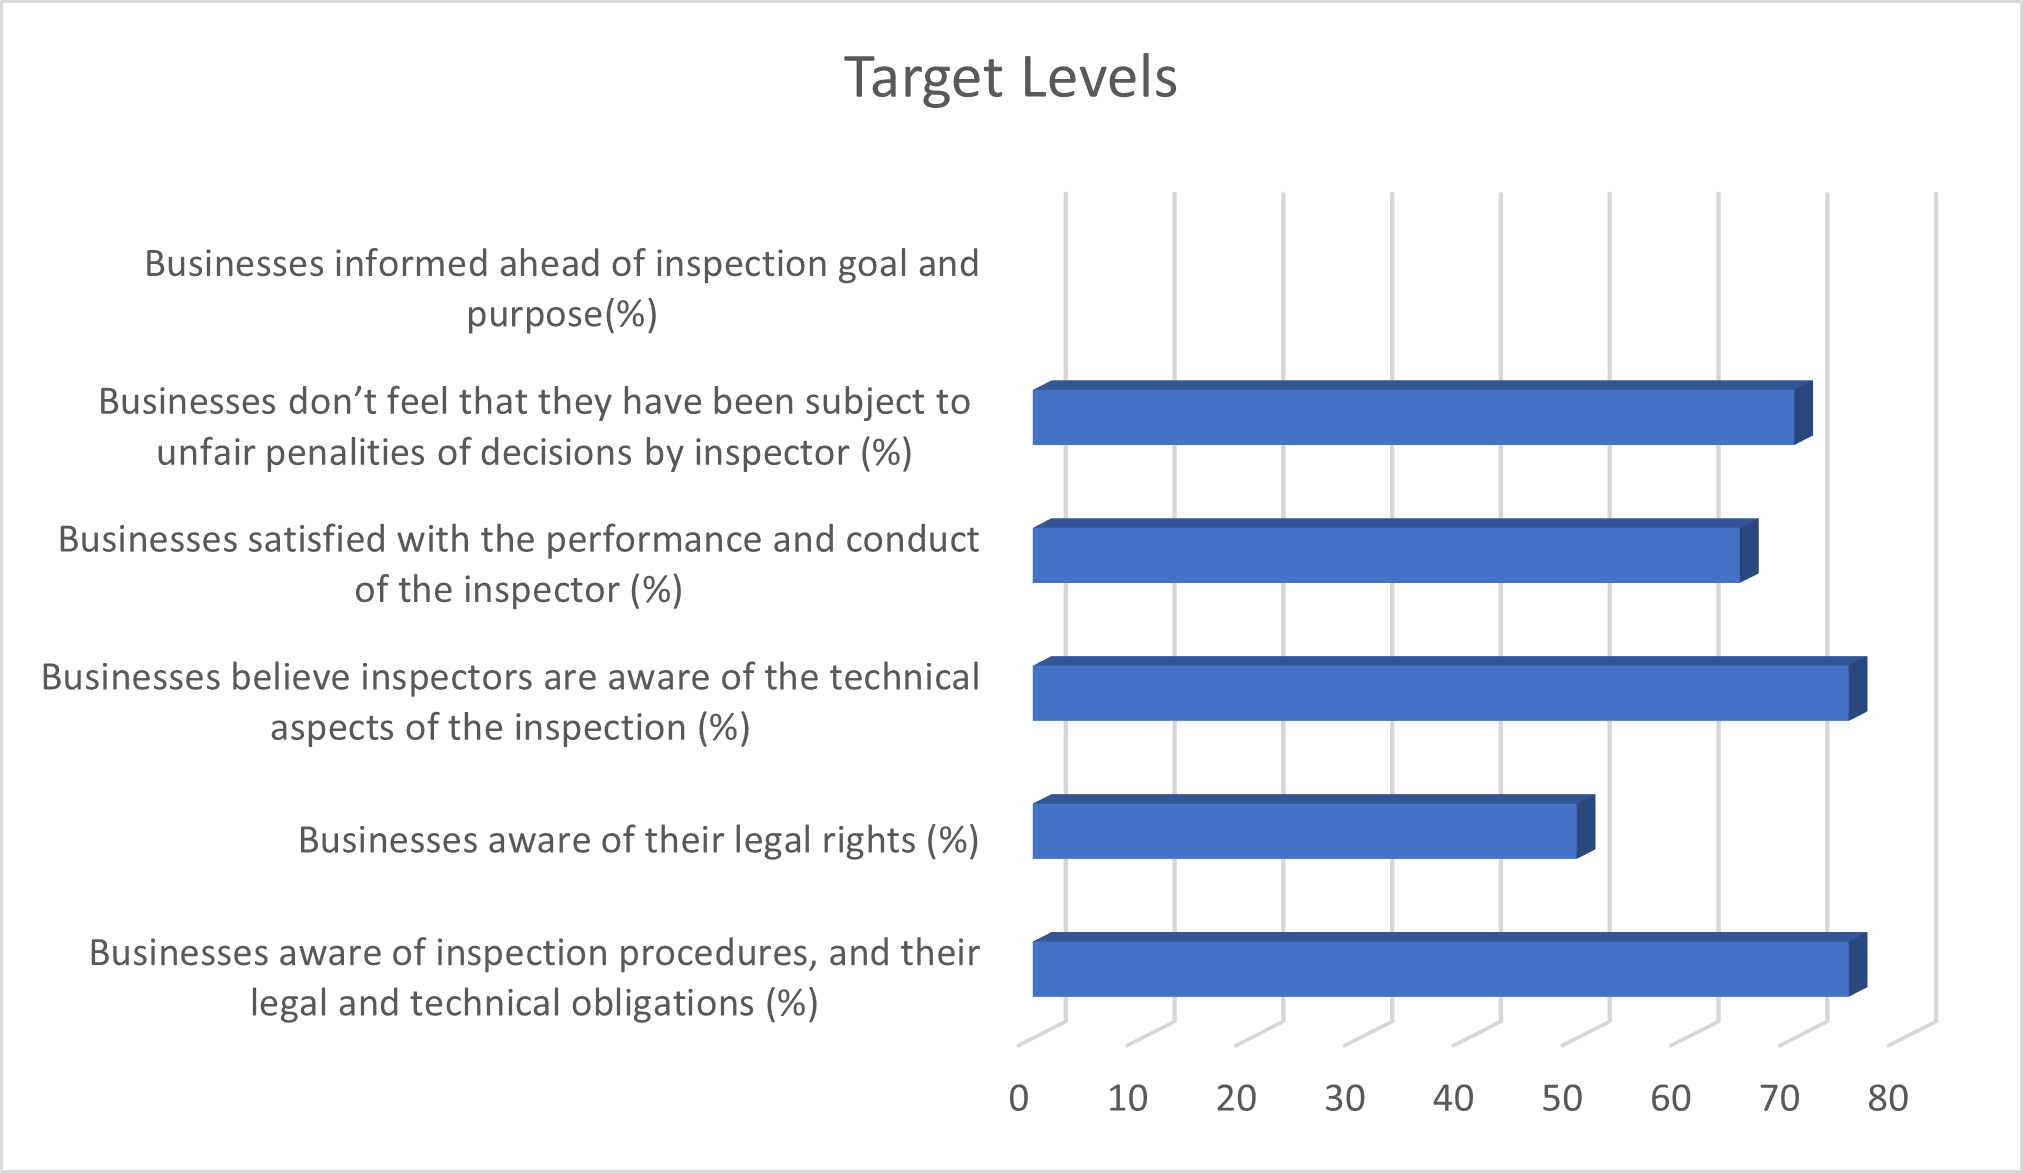 Target Levels
Businesses informed ahead of inspection goal and
purpose(%)
Businesses don’t feel that they have been subject to
unfair penalities of decisions by inspector (%)
Businesses satisfied with the performance and conduct
of the inspector (%)
Businesses believe inspectors are aware of the technical
aspects of the inspection (%)
Businesses aware of their legal rights (%)
Businesses aware of inspection procedures, and their
legal and technical obligations (%)
0 10 20 30 40 50 60 70 80